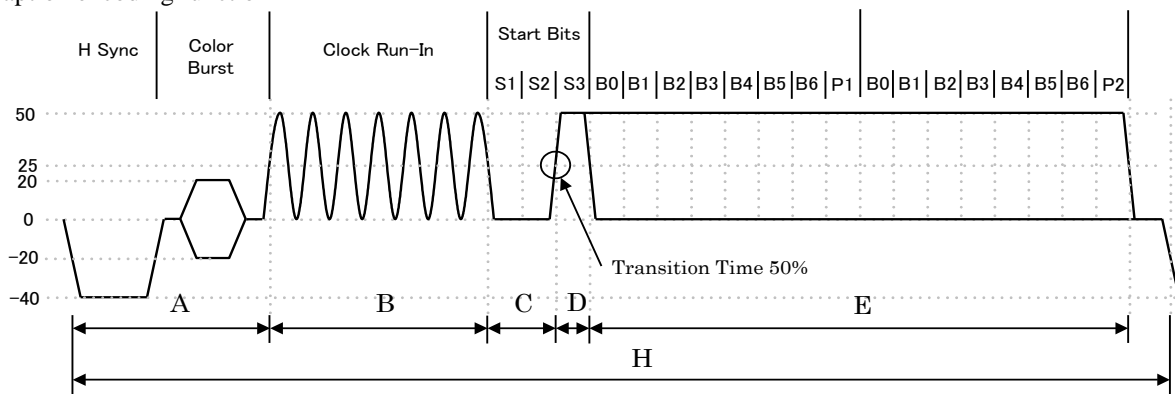 H Sync
Color
Burst
Clock Run-In
Start Bits
S1 S2 S3 B0 B1 B2 B3 B4 B5 B6 P1 B0 B1 B2 B3 B4 B5 B6 P2
50
25
20
0
-20
-40
Transition Time 50%
A B C D E
H